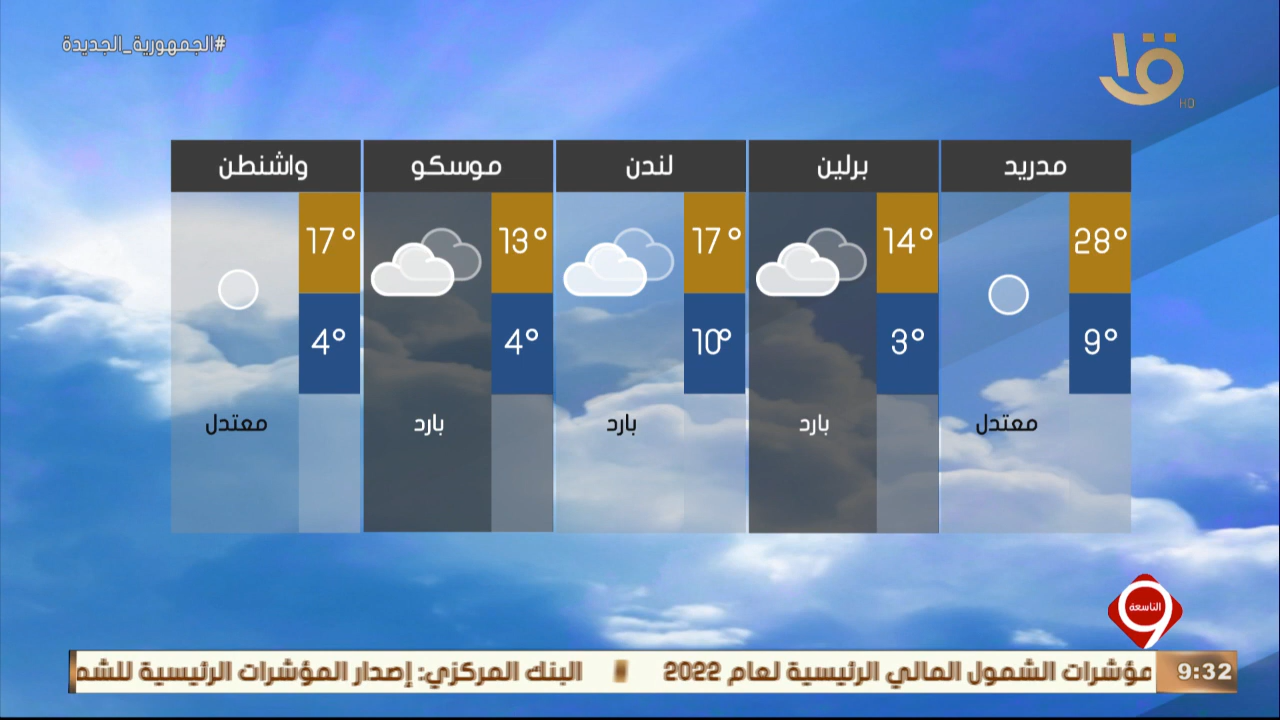 #الجمهورية_الجديدة
HD
مدريد
28°
9°
معتدل
برلين
14°
3°
بارد
لندن
17°
10°
بارد
موسكو
13°
4°
بارد
واشنطن
17°
4°
معتدل
التاسعة
9
9:32
مؤشرات الشمول المالي الرئيسية لعام 2022 البنك المركزي: إصدار المؤشرات الرئيسية للشم